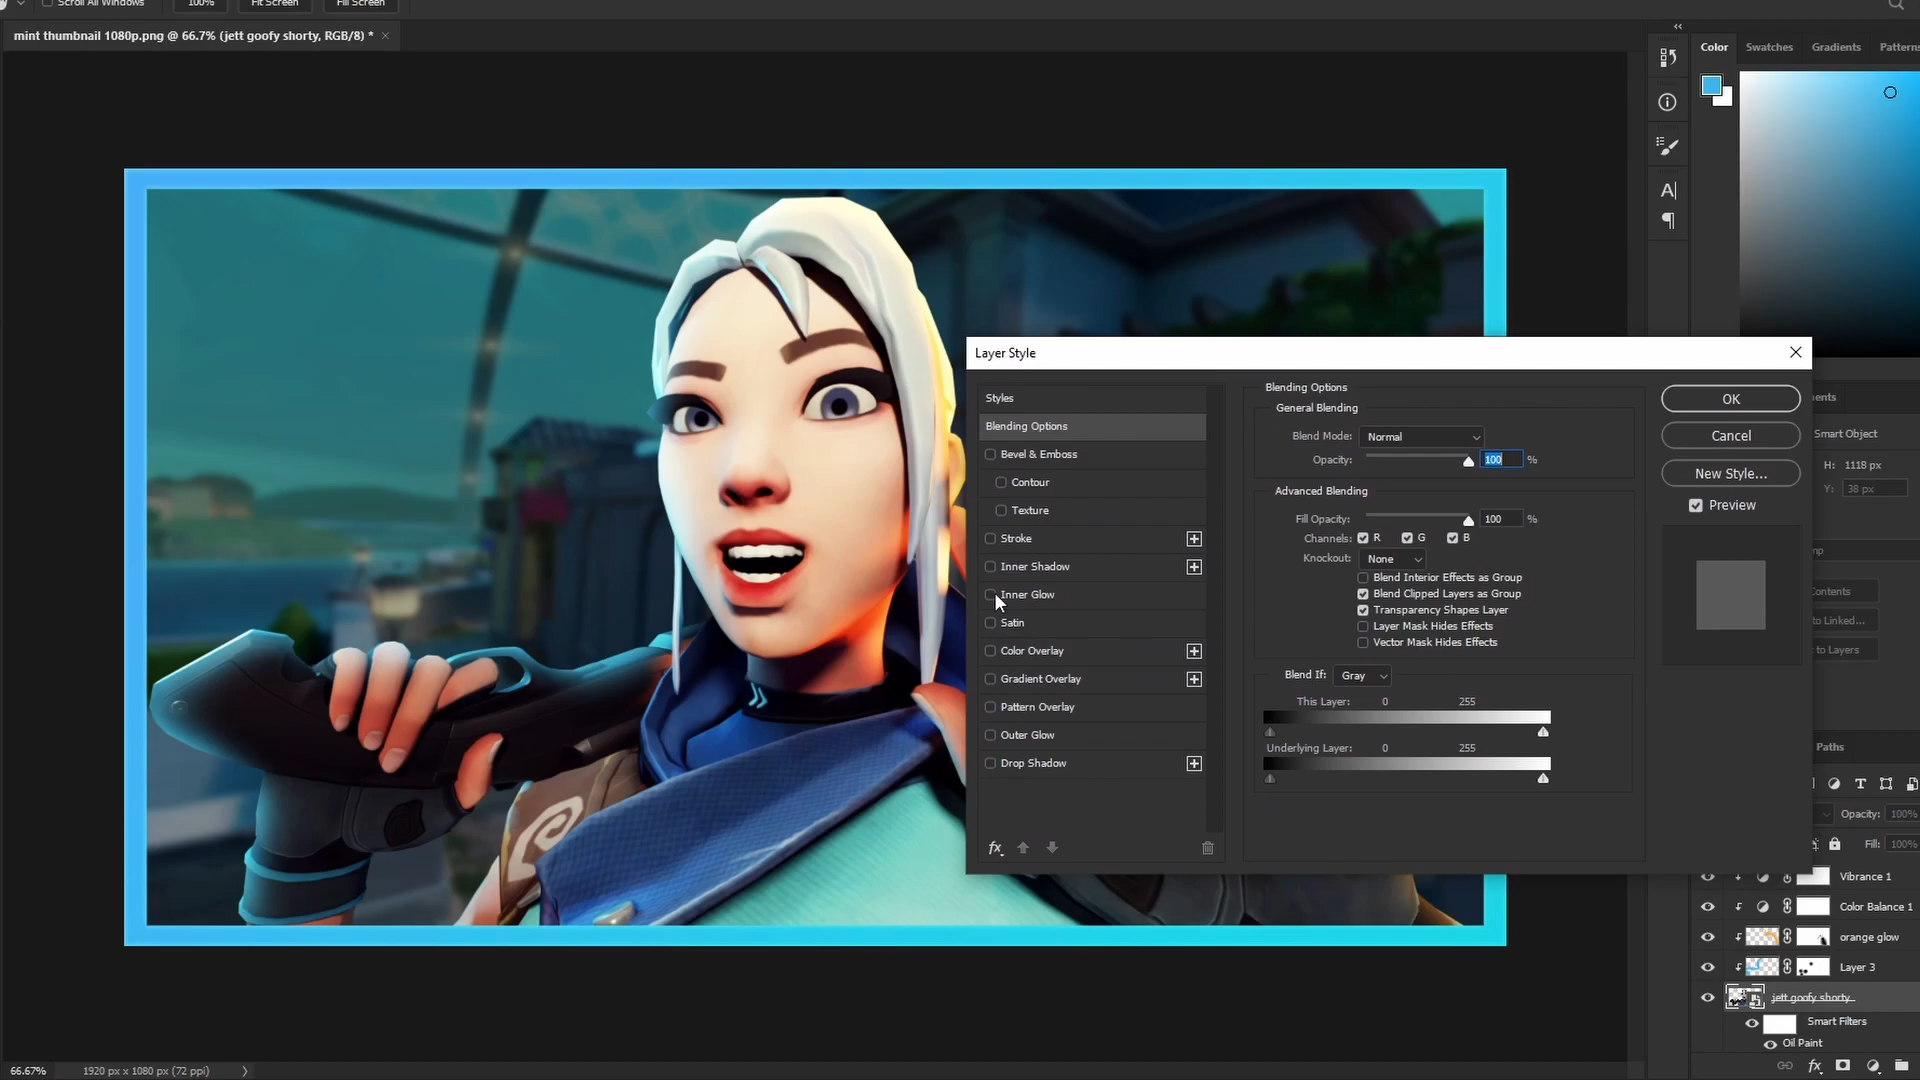 Scroll All Windows 100% Fit Screen Fill Screen
mint thumbnail 1080p.png @ 66.7% (jett goofy shorty, RGB/8) * ×
Color Swatches Gradients Patterns
Layer Style
Styles
Blending Options
Bevel & Emboss
Contour
Texture
Stroke
Inner Shadow
Inner Glow
Satin
Color Overlay
Gradient Overlay
Pattern Overlay
Outer Glow
Drop Shadow
fx
Blending Options
General Blending
Blend Mode: Normal
Opacity: 100 %
Advanced Blending
Fill Opacity: 100 %
Channels: R G B
Knockout: None
Blend Interior Effects as Group
Blend Clipped Layers as Group
Transparency Shapes Layer
Layer Mask Hides Effects
Vector Mask Hides Effects
Blend If: Gray
This Layer: 0 255
Underlying Layer: 0 255
OK
Cancel
New Style...
Preview
Smart Object
H: 1118 px
Y: 38 px
to Linked...
to Layers
Paths
Opacity: 100%
Fill: 100%
Vibrance 1
Color Balance 1
orange glow
Layer 3
jett goofy shorty
Smart Filters
Oil Paint
fx
66.67% 1920 px x 1080 px (72 ppi)